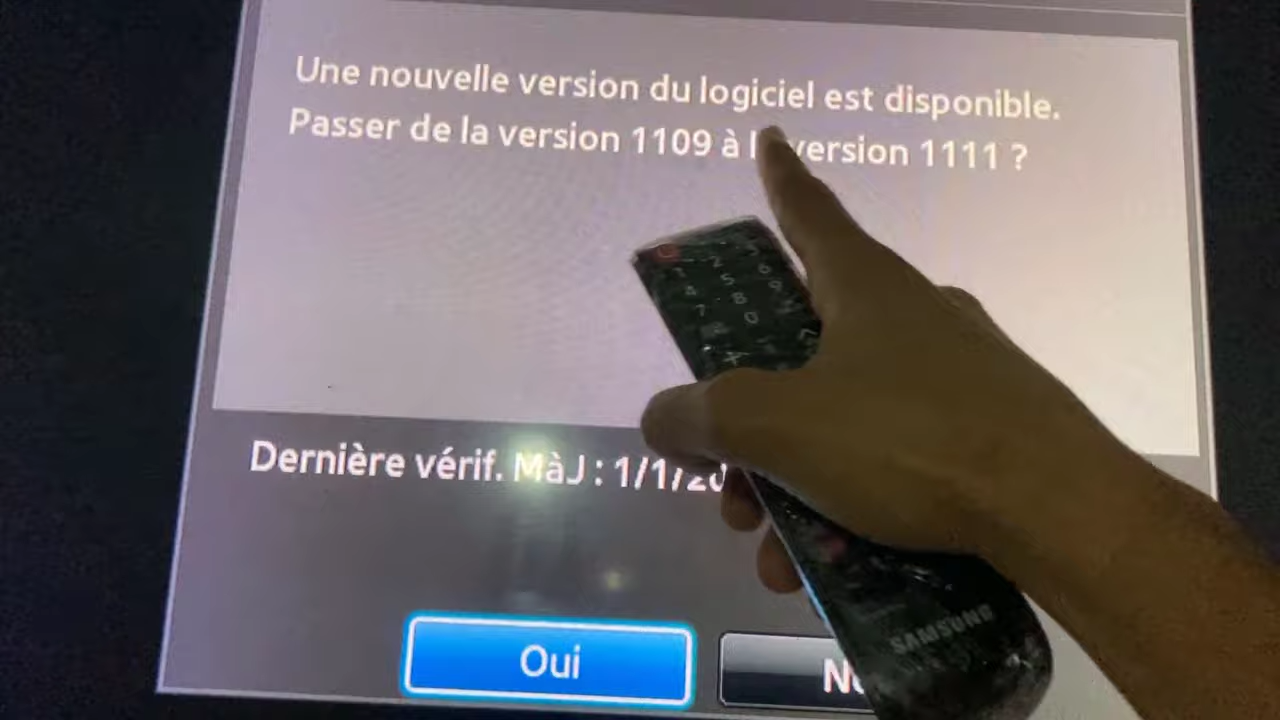 Une nouvelle version du logiciel est disponible.
Passer de la version 1109 à version 1111 ?
Dernière vérif. MàJ : 1/1/20
Oui
SAMSUNG